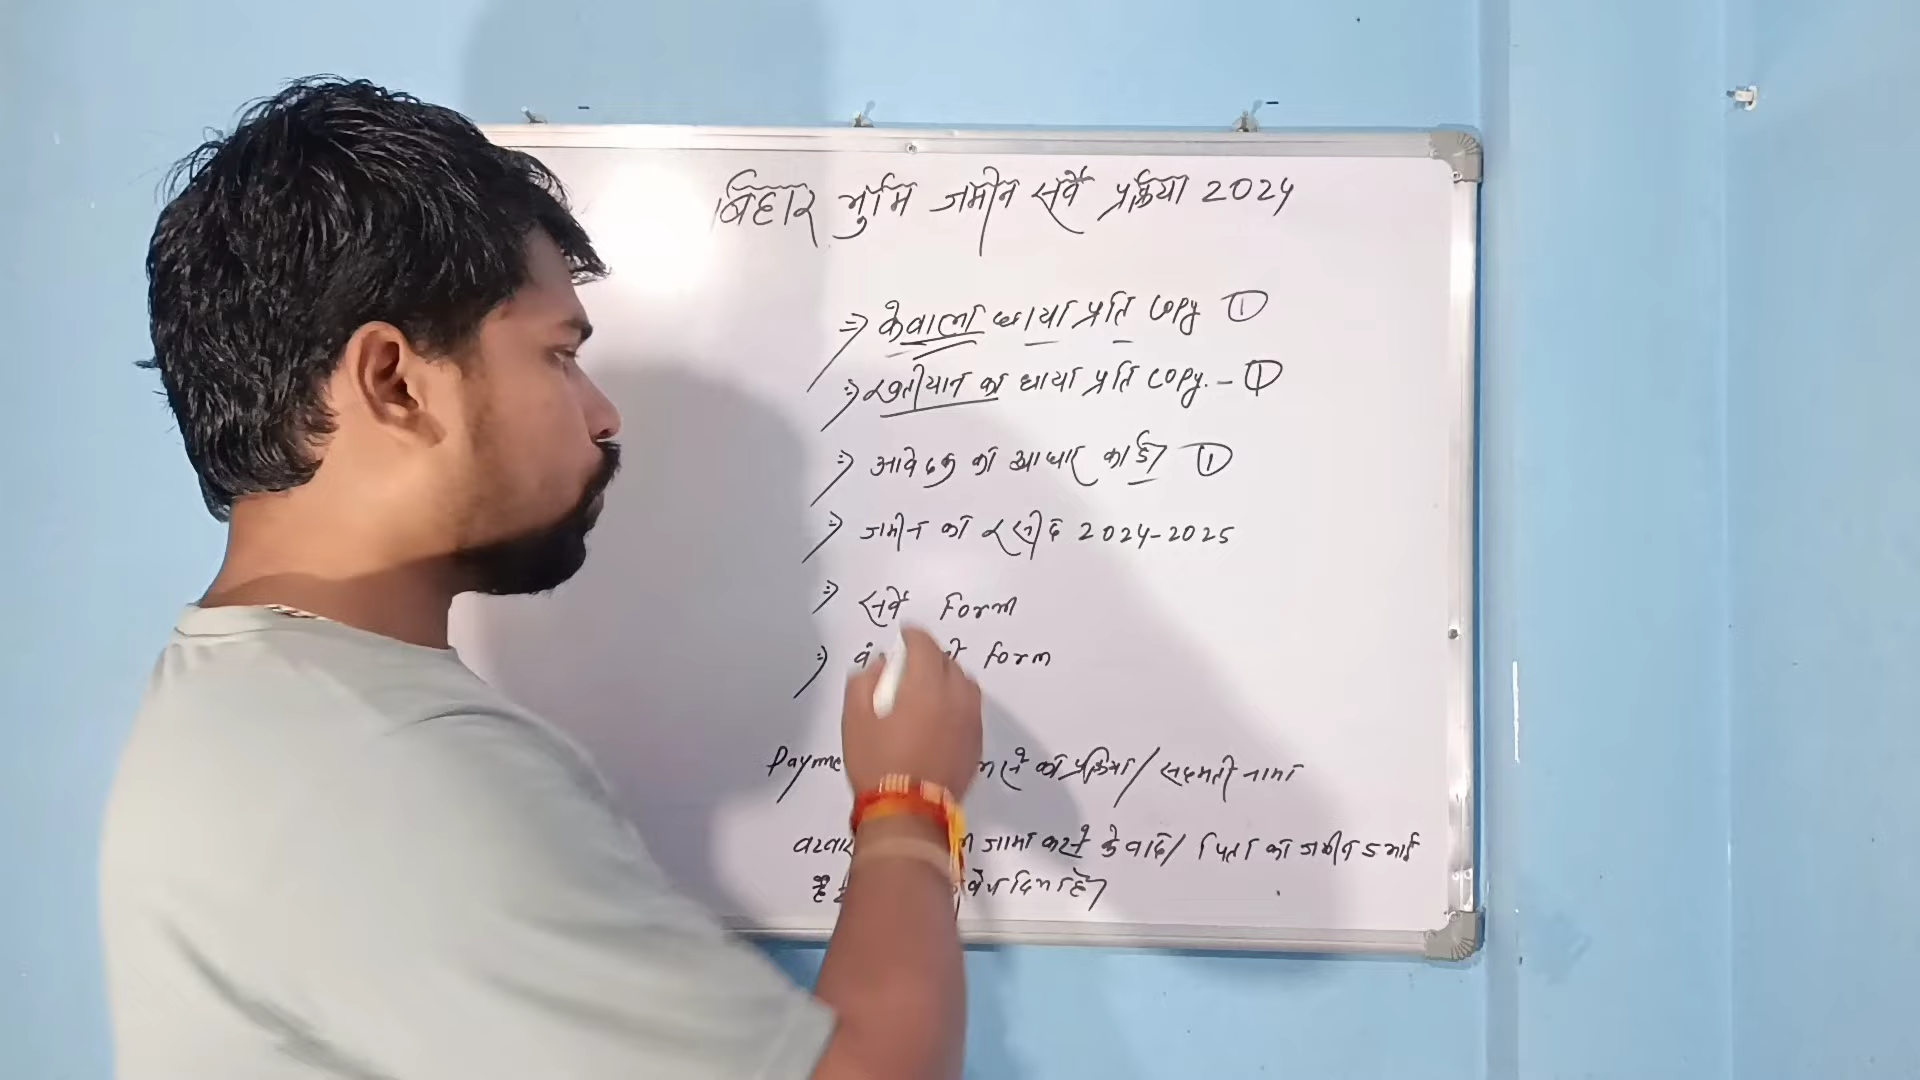 बिहार भुमि जमीन सर्वे प्रक्रिया 2024
=> केवाला छाया प्रति copy ①
=> खतीयान का छाया प्रति copy. - ①
=> आवेदक का आधार कार्ड ①
=> जमीन का रसीद 2024-2025
=> सर्वे form
=> form
का प्रक्रिया / सहमती नामा
जामा करने के बाद / पिता का जमीन 5 भाई